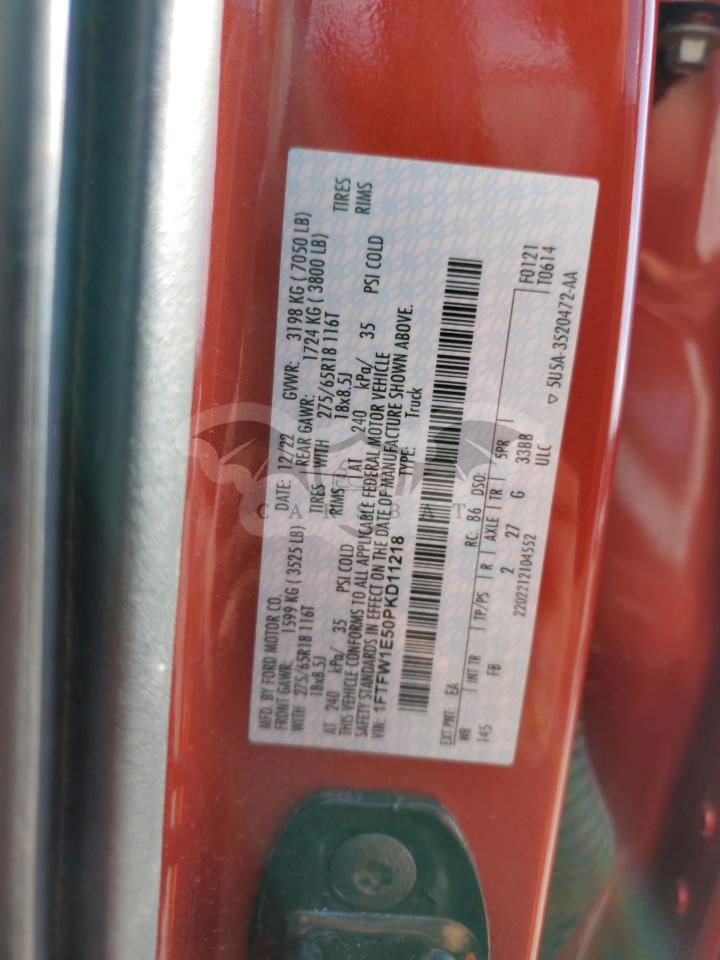 MFD. BY FORD MOTOR CO. DATE: 12/22 GVWR: 3198 KG ( 7050 LB)
FRONT GAWR: 1599 KG ( 3525 LB) REAR GAWR: 1724 KG ( 3800 LB)
WITH 275/65R18 116T TIRES WITH 275/65R18 116T TIRES
18x8.5J RIMS 18x8.5J RIMS
AT 240 kPa/ 35 PSI COLD AT 240 kPa/ 35 PSI COLD
THIS VEHICLE CONFORMS TO ALL APPLICABLE FEDERAL MOTOR VEHICLE
SAFETY STANDARDS IN EFFECT ON THE DATE OF MANUFACTURE SHOWN ABOVE.
VIN: 1FTFW1E50PKD11218 TYPE: Truck
EXT PNT: EA RC: 86 DSO: F0121
WB INT TR TP/PS R AXLE TR SPR T0614
145 FB 2 27 G 33BB
2202212104552 ULC
▽ 5U5A-3520472-AA
CAR BAT